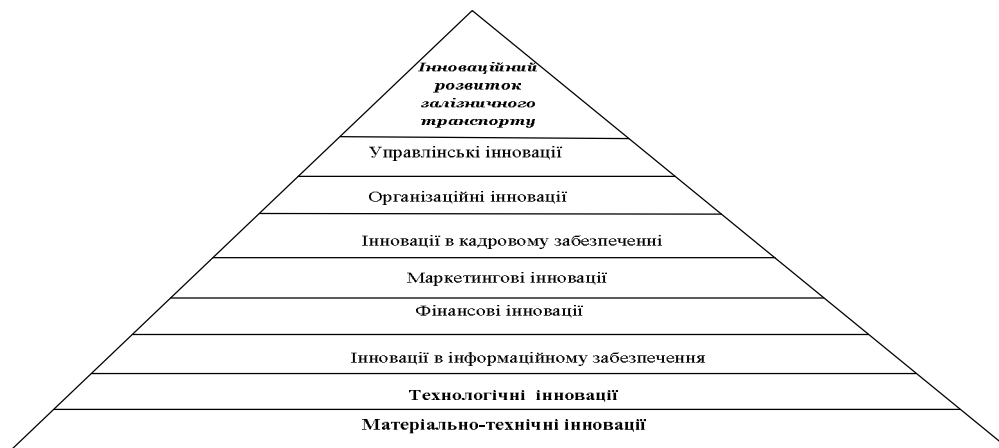 Інноваційний
розвиток
залізничного
транспорту
Управлінські інновації
Організаційні інновації
Інновації в кадровому забезпеченні
Маркетингові інновації
Фінансові інновації
Інновації в інформаційному забезпечення
Технологічні інновації
Матеріально-технічні інновації